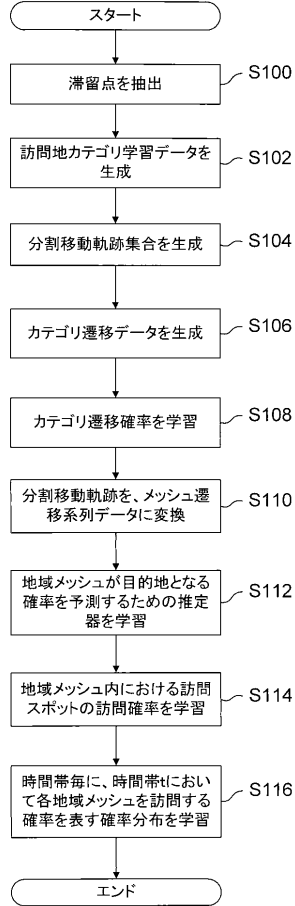 スタート
滞留点を抽出
S100
訪問地カテゴリ学習データを
生成
S102
分割移動軌跡集合を生成
S104
カテゴリ遷移データを生成
S106
カテゴリ遷移確率を学習
S108
分割移動軌跡を、メッシュ遷
移系列データに変換
S110
地域メッシュが目的地となる
確率を予測するための推定
器を学習
S112
地域メッシュ内における訪問
スポットの訪問確率を学習
S114
時間帯毎に、時間帯tにおい
て各地域メッシュを訪問する
確率を表す確率分布を学習
S116
エンド